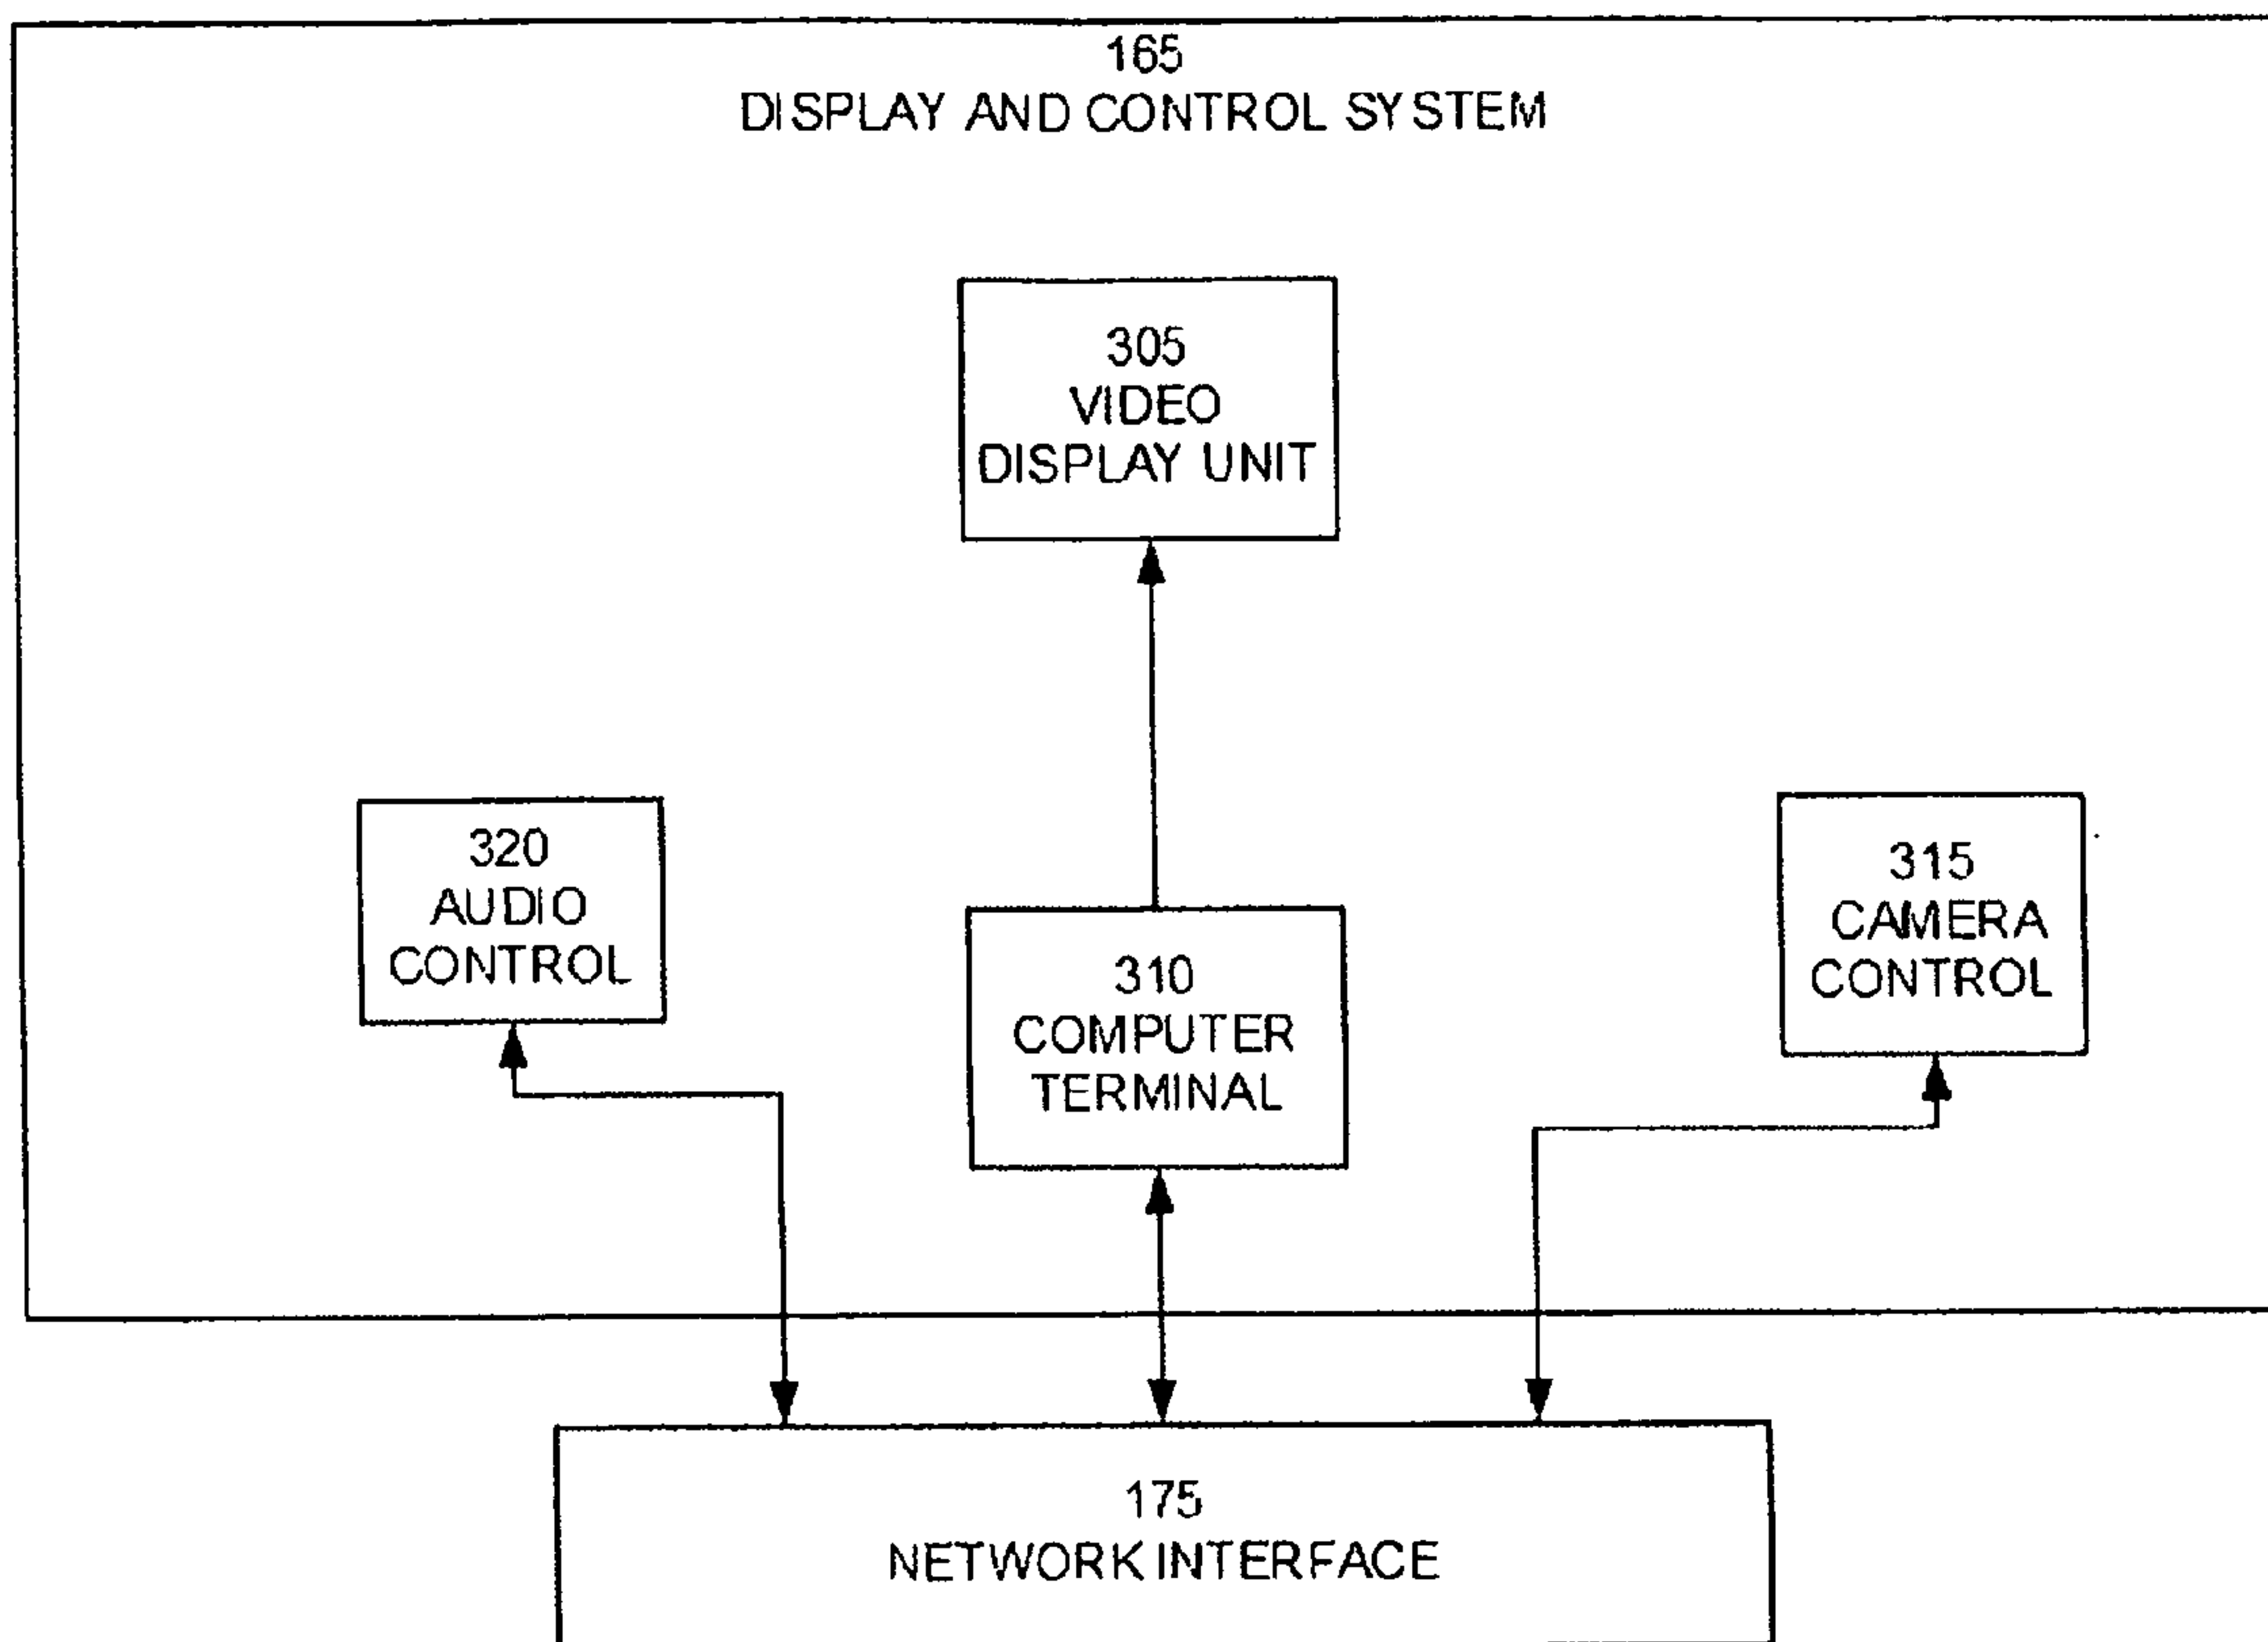 165
DISPLAY AND CONTROL SYSTEM
305
VIDEO
DISPLAY UNIT
320
AUDIO
CONTROL
310
COMPUTER
TERMINAL
315
CAMERA
CONTROL
175
NETWORK INTERFACE